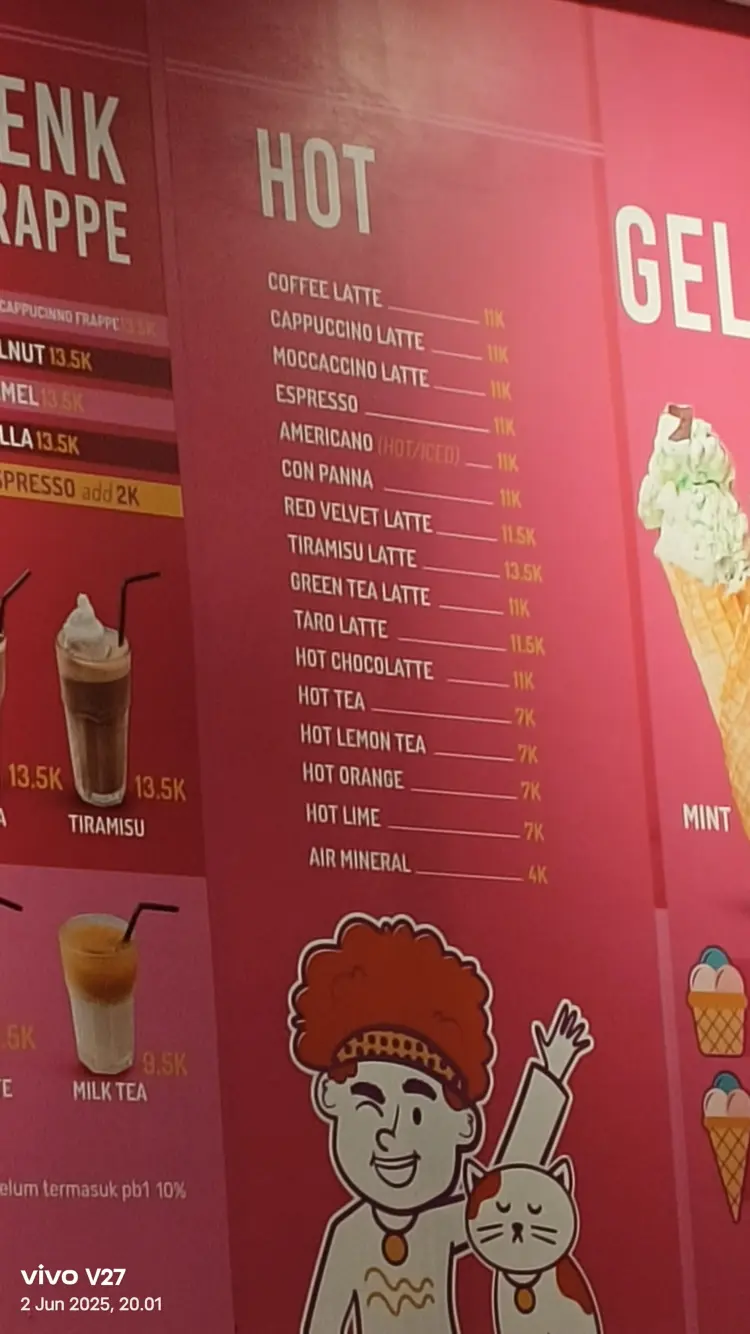 ENK
RAPPE
CAPPUCINNO FRAPPE 13.5K
LNUT 13.5K
MEL 13.5K
LLA 13.5K
SPRESSO add 2K
13.5K
13.5K
TIRAMISU
.5K
9.5K
MILK TEA
elum termasuk pb1 10%
HOT
COFFEE LATTE 11K
CAPPUCCINO LATTE 11K
MOCCACCINO LATTE 11K
ESPRESSO 11K
AMERICANO (HOT/ICED) 11K
CON PANNA 11K
RED VELVET LATTE 11.5K
TIRAMISU LATTE 13.5K
GREEN TEA LATTE 11K
TARO LATTE 11.5K
HOT CHOCOLATTE 11K
HOT TEA 7K
HOT LEMON TEA 7K
HOT ORANGE 7K
HOT LIME 7K
AIR MINERAL 4K
GEL
MINT
vivo V27
2 Jun 2025, 20.01